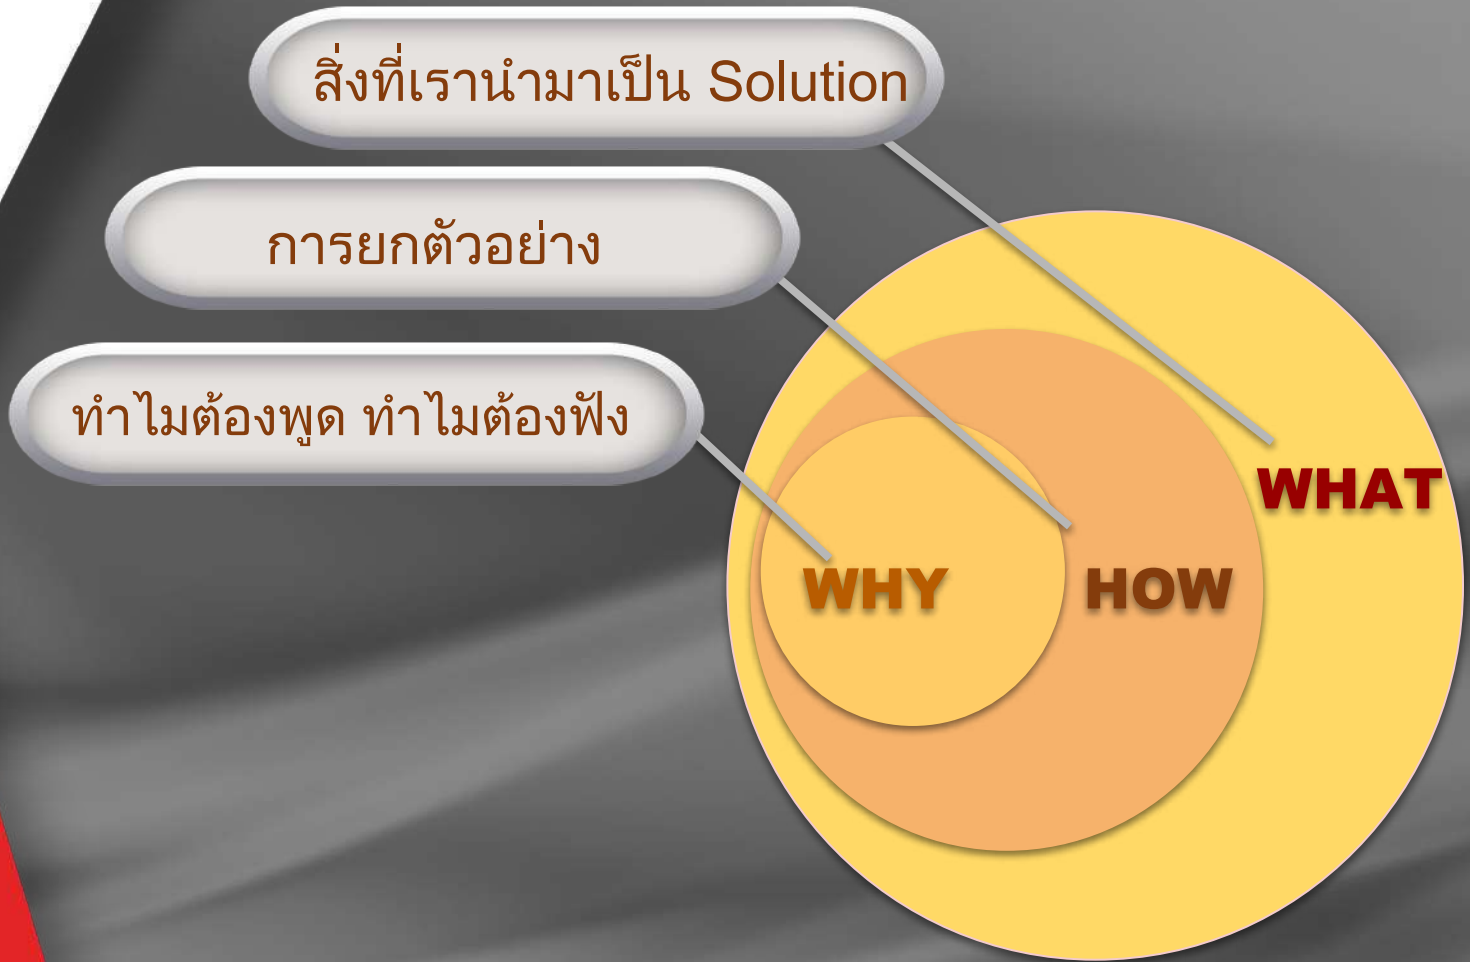 สิ่งที่เรานำมาเป็น Solution
การยกตัวอย่าง
ทำไมต้องพูด ทำไมต้องฟัง
WHAT
WHY
HOW